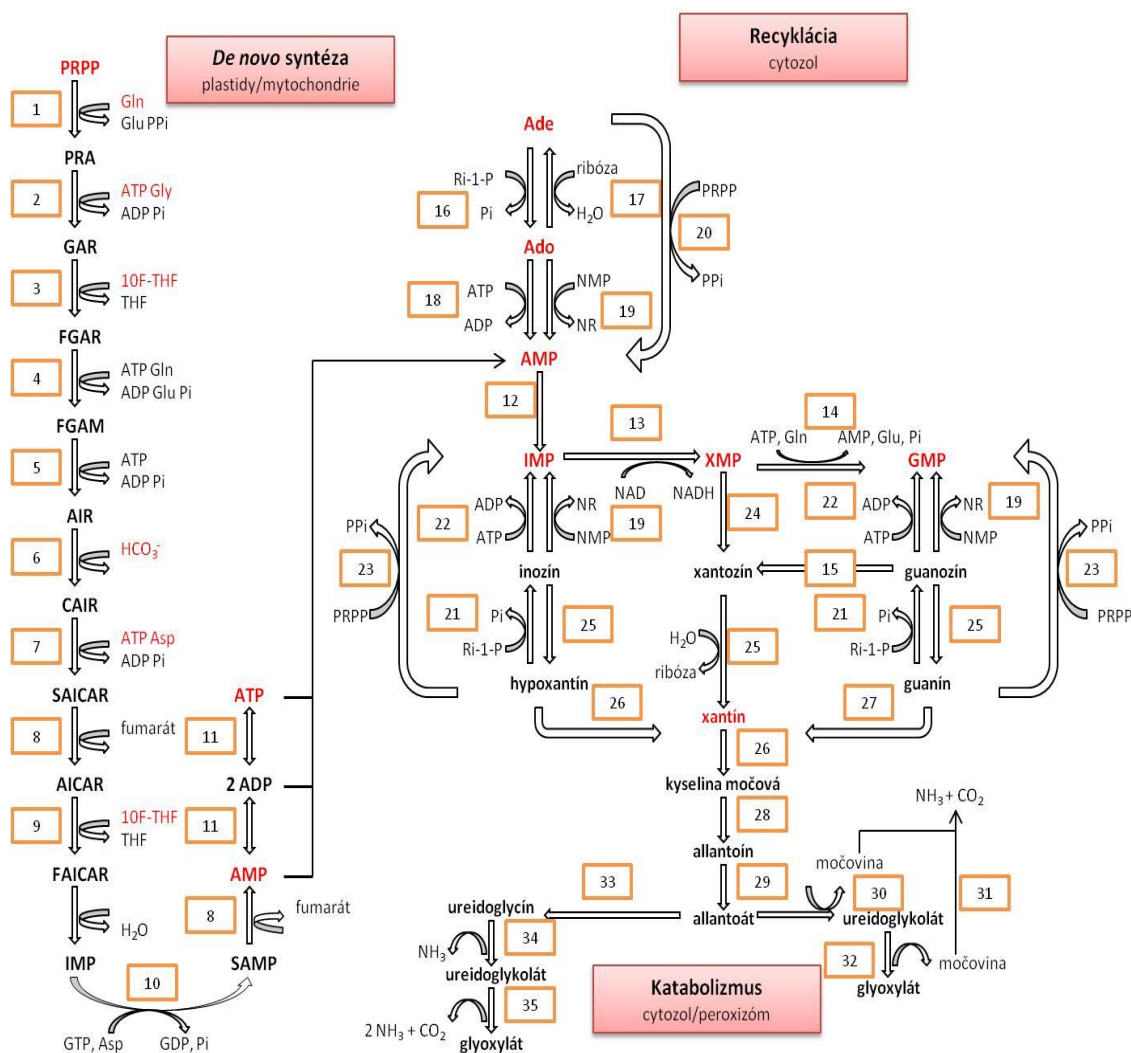 De novo syntéza
plastidy/mytochondrie
Recyklácia
cytozol
PRPP
1
Gln
Glu PPi
PRA
2
ATP Gly
ADP Pi
GAR
3
10F-THF
THF
FGAR
4
ATP Gln
ADP Glu Pi
FGAM
5
ATP
ADP Pi
AIR
6
HCO₃⁻
CAIR
7
ATP Asp
ADP Pi
SAICAR
8
fumarát
AICAR
9
10F-THF
THF
FAICAR
H₂O
IMP
10
GTP, Asp
GDP, Pi
SAMP
8
fumarát
AMP
11
2 ADP
11
ATP
Ade
Ri-1-P
16
Pi
ribóza
H₂O
17
PRPP
20
PPi
Ado
18
ATP
ADP
NMP
NR
19
AMP
12
13
14
IMP
NAD
NADH
XMP
ATP, Gln
AMP, Glu, Pi
GMP
PPi
23
PRPP
22
ADP
ATP
NR
NMP
19
24
22
ADP
ATP
NR
NMP
19
PPi
23
PRPP
inozín
xantozín
15
guanozín
21
Pi
Ri-1-P
25
H₂O
ribóza
25
21
Pi
Ri-1-P
25
hypoxantín
guanín
26
xantín
27
26
kyselina močová
28
allantoín
29
allantoát
33
ureidoglycín
NH₃
34
ureidoglykolát
2 NH₃ + CO₂
35
glyoxylát
NH₃ + CO₂
močovina
30
31
ureidoglykolát
32
močovina
glyoxylát
Katabolizmus
cytozol/peroxizóm